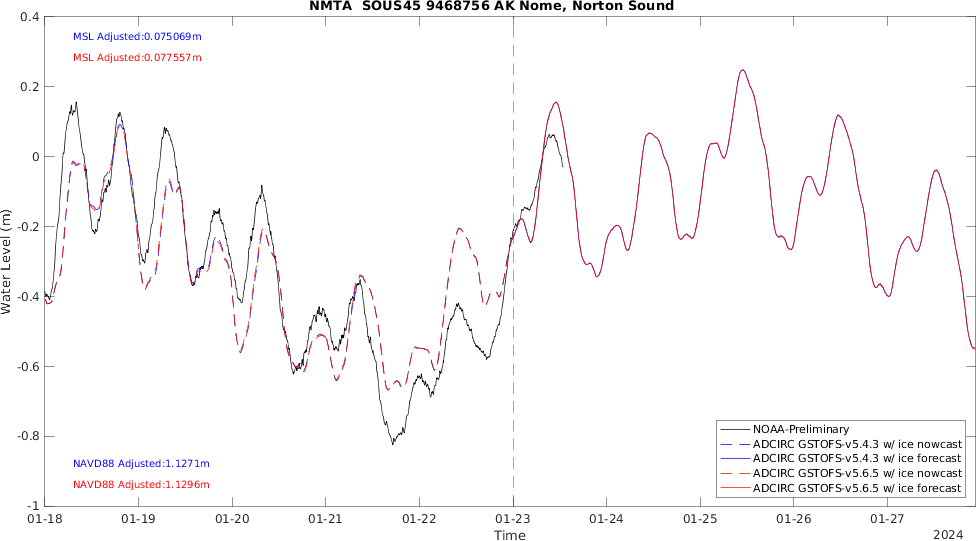 NMTA  SOUS45 9468756 AK Nome, Norton Sound
MSL Adjusted:0.075069m
MSL Adjusted:0.077557m
0.4
0.2
0
-0.2
-0.4
-0.6
-0.8
-1
Water Level (m)
NAVD88 Adjusted:1.1271m
NAVD88 Adjusted:1.1296m
NOAA-Preliminary
ADCIRC GSTOFS-v5.4.3 w/ ice nowcast
ADCIRC GSTOFS-v5.4.3 w/ ice forecast
ADCIRC GSTOFS-v5.6.5 w/ ice nowcast
ADCIRC GSTOFS-v5.6.5 w/ ice forecast
01-18 01-19 01-20 01-21 01-22 01-23 01-24 01-25 01-26 01-27
Time
2024